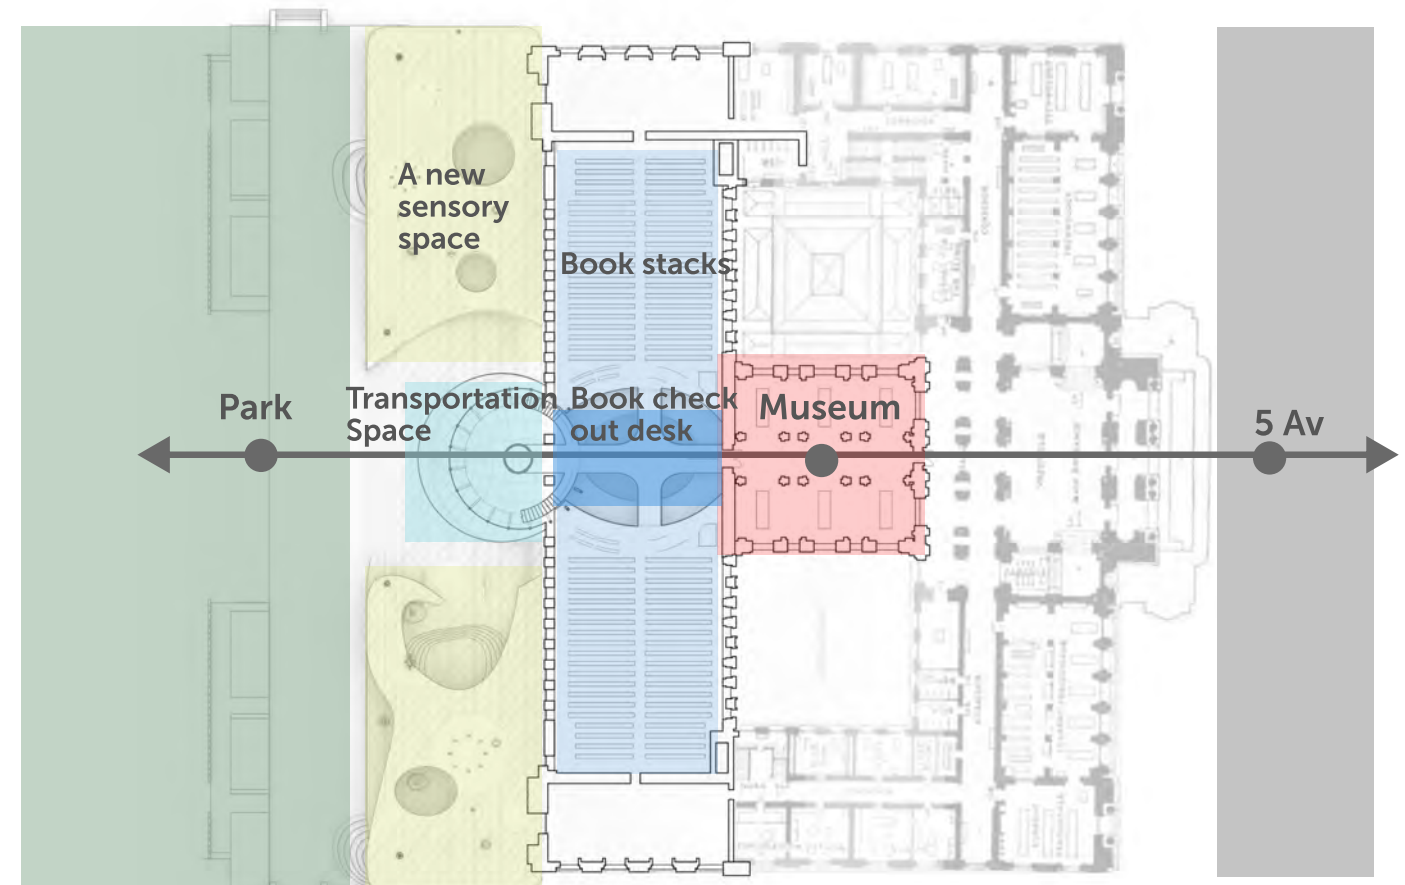 A new
sensory
space
Book stacks
Park
Transportation
Space
Book check
out desk
Museum
5 Av